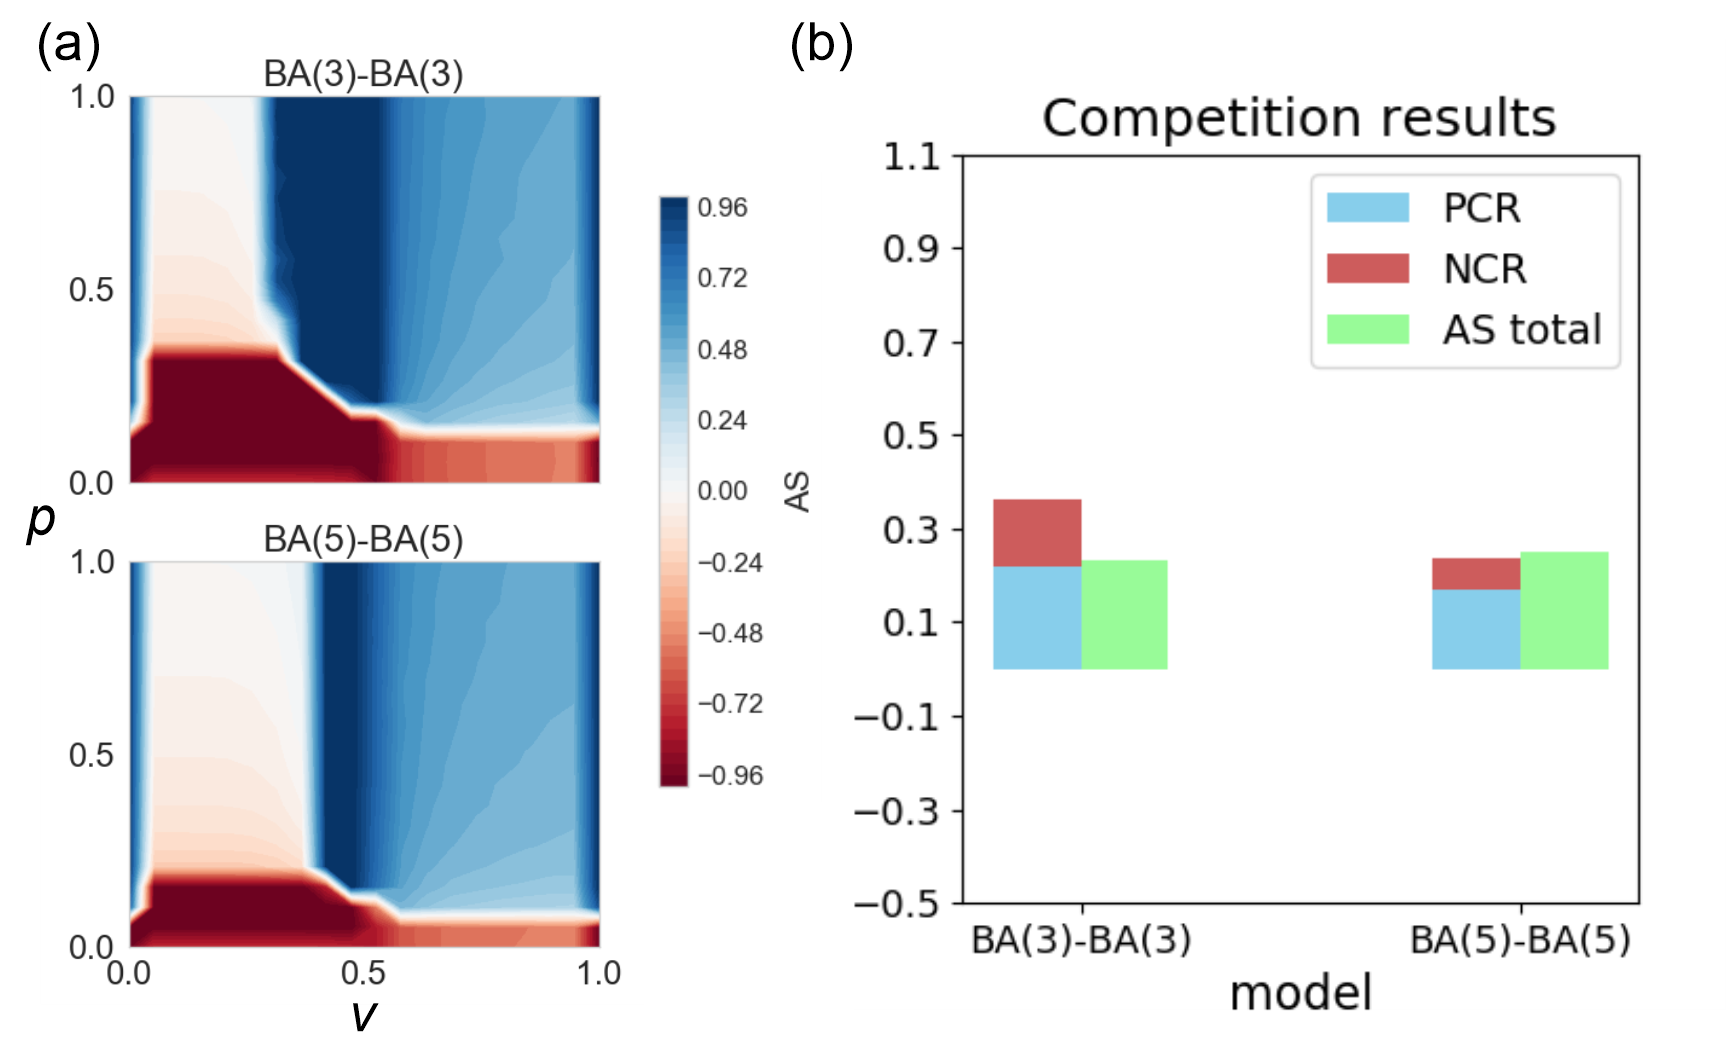 (a)
BA(3)-BA(3)
1.0
0.5
0.0
p
BA(5)-BA(5)
1.0
0.5
0.0
0.0 0.5 1.0
v
0.96
0.72
0.48
0.24
0.00
−0.24
−0.48
−0.72
−0.96
AS
(b)
Competition results
1.1
0.9
0.7
0.5
0.3
0.1
−0.1
−0.3
−0.5
PCR
NCR
AS total
BA(3)-BA(3) BA(5)-BA(5)
model